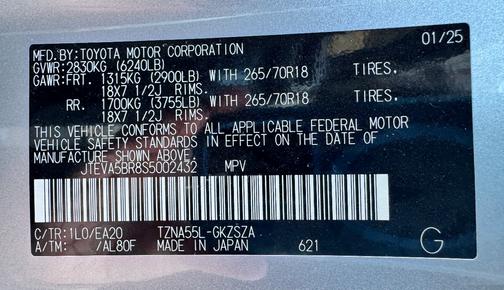 MFD.BY:TOYOTA MOTOR CORPORATION 01/25
GVWR:2830KG (6240LB)
GAWR:FRT. 1315KG (2900LB) WITH 265/70R18 TIRES,
18X7 1/2J RIMS.
RR. 1700KG (3755LB) WITH 265/70R18 TIRES,
18X7 1/2J RIMS.
THIS VEHICLE CONFORMS TO ALL APPLICABLE FEDERAL MOTOR
VEHICLE SAFETY STANDARDS IN EFFECT ON THE DATE OF
MANUFACTURE SHOWN ABOVE.
JTEVA5BR8S5002432 MPV
C/TR:1L0/EA20 TZNA55L-GKZSZA
A/TM: /AL80F MADE IN JAPAN 621 G